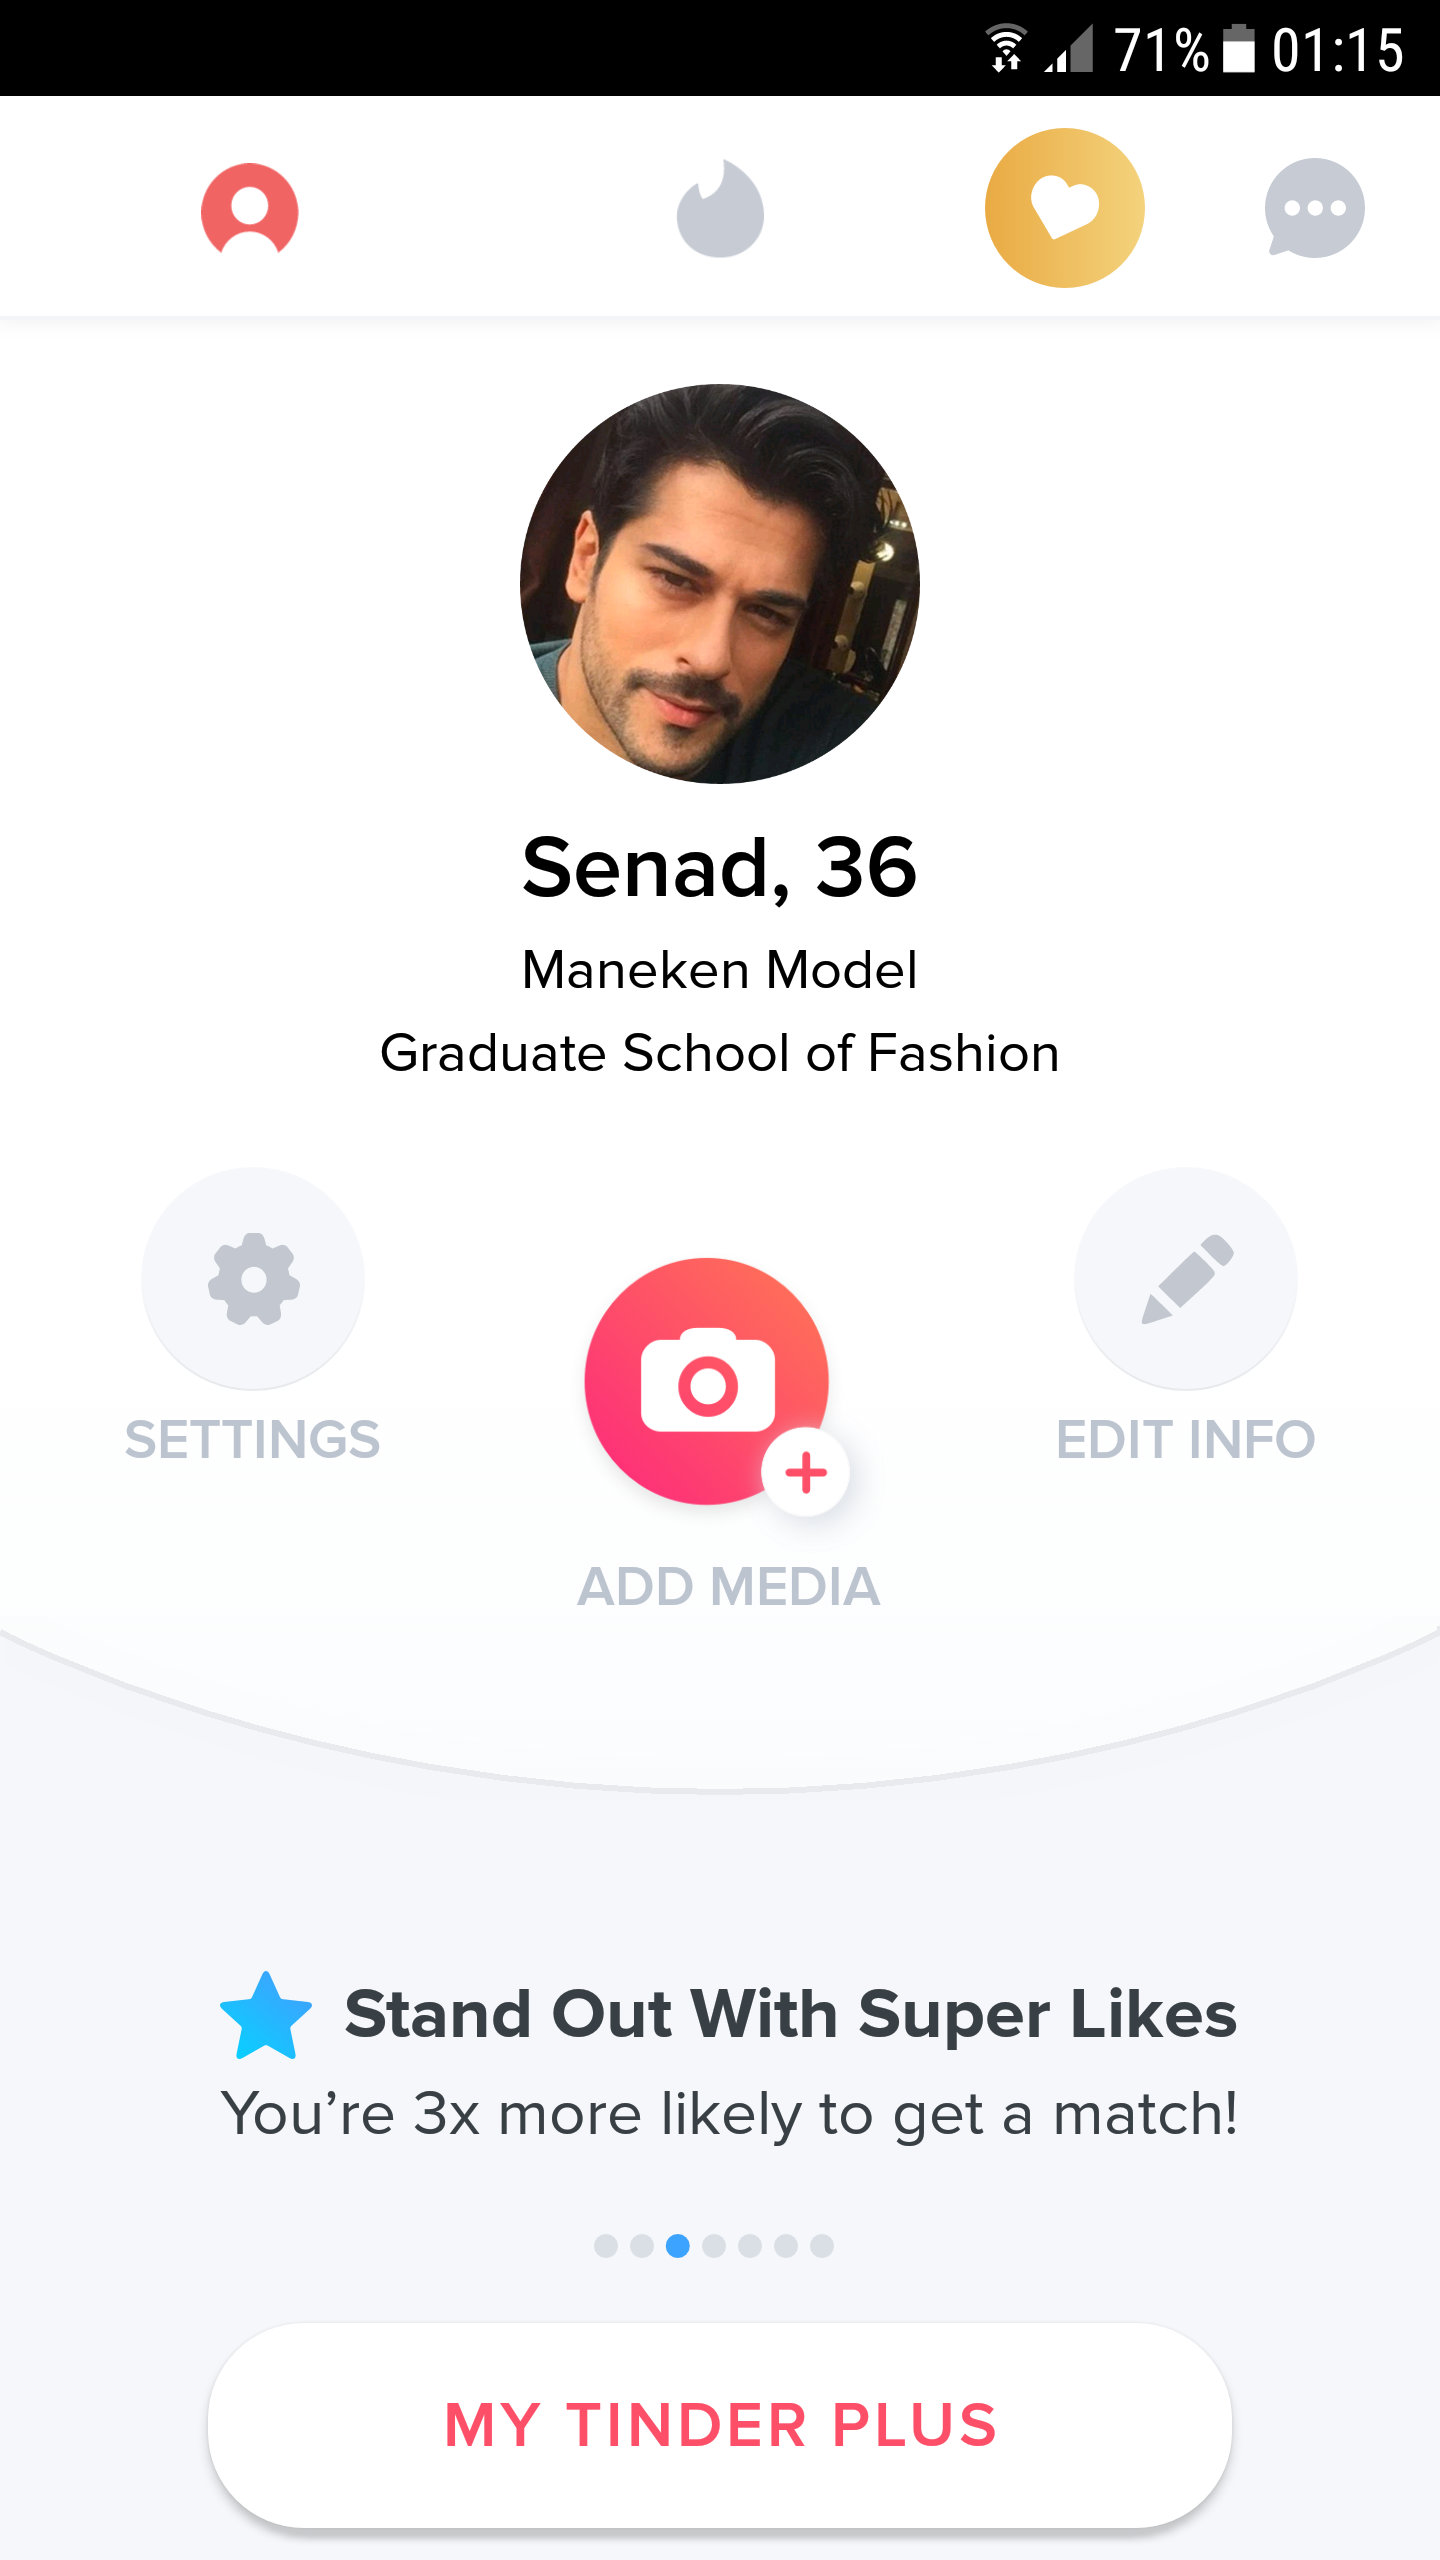 71% 01:15
Senad, 36
Maneken Model
Graduate School of Fashion
SETTINGS
EDIT INFO
ADD MEDIA
Stand Out With Super Likes
You’re 3x more likely to get a match!
MY TINDER PLUS